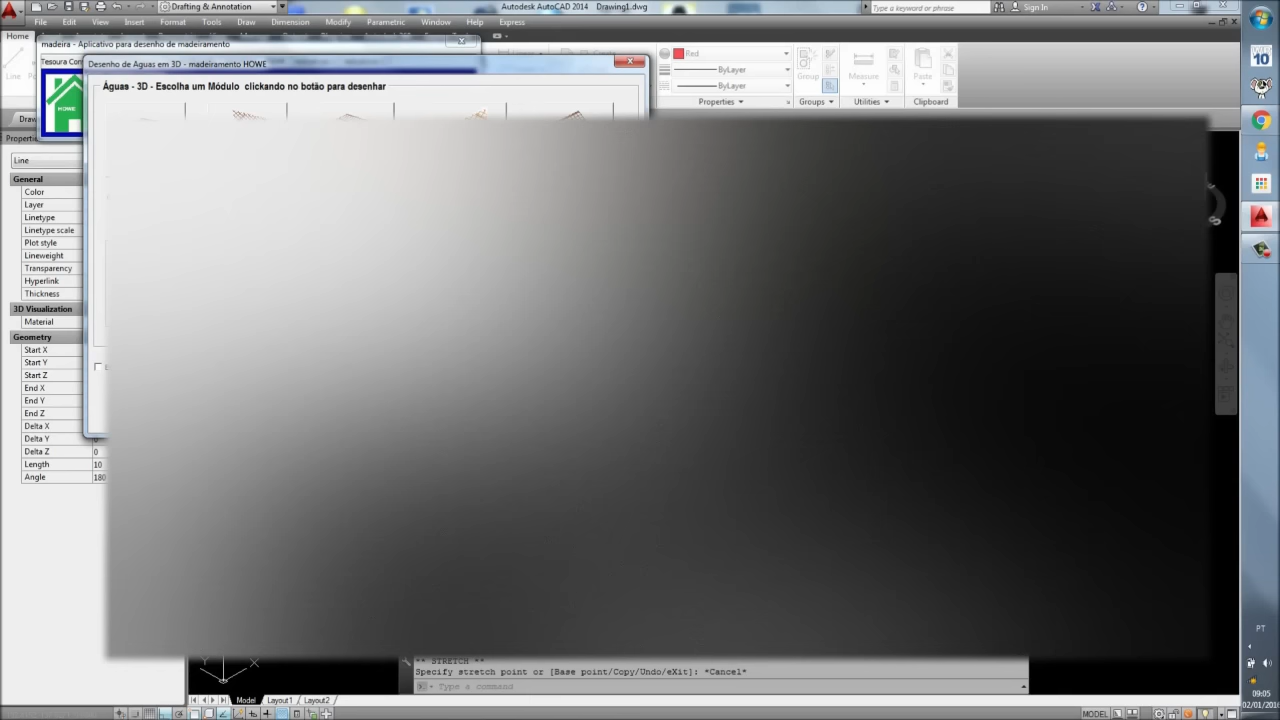 Drafting & Annotation
Autodesk AutoCAD 2014 Drawing1.dwg
Type a keyword or phrase
Sign In
File Edit View Insert Format Tools Draw Dimension Modify Parametric Window Help Express
Home
madeira - Aplicativo para desenho de madeiramento
Tesoura Con
Desenho de Aguas em 3D - madeiramento HOWE
Águas - 3D - Escolha um Módulo clickando no botão para desenhar
HOWE
Line
Red
ByLayer
ByLayer
Group
Measure
Paste
Properties
Groups
Utilities
Clipboard
Draw
Line
General
Color
Layer
Linetype
Linetype scale
Plot style
Lineweight
Transparency
Hyperlink
Thickness
3D Visualization
Material
Geometry
Start X
Start Y
Start Z
End X
End Y
End Z
Delta X
Delta Y
Delta Z 0
Length 10
Angle 180
** STRETCH **
Specify stretch point or [Base point/Copy/Undo/eXit]: *Cancel*
Type a command
Y X
Model Layout1 Layout2
MODEL
10
PT
09:05